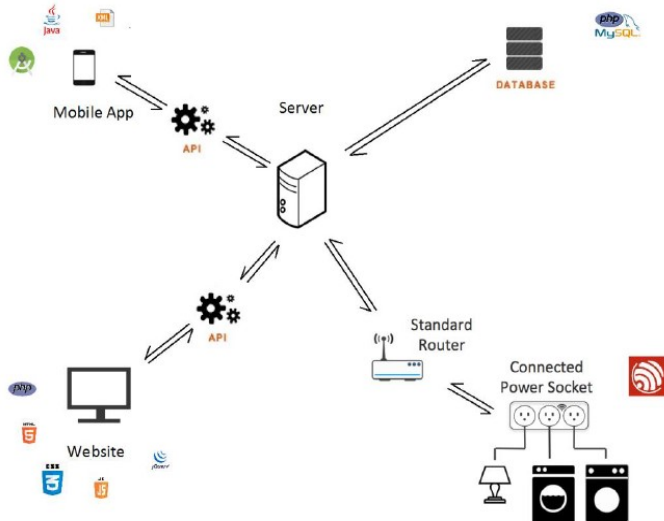 Java
XML
Mobile App
API
Server
php
MySQL
DATABASE
API
Standard
Router
Connected
Power Socket
php
HTML
5
Website
CSS
3
JS
jQuery